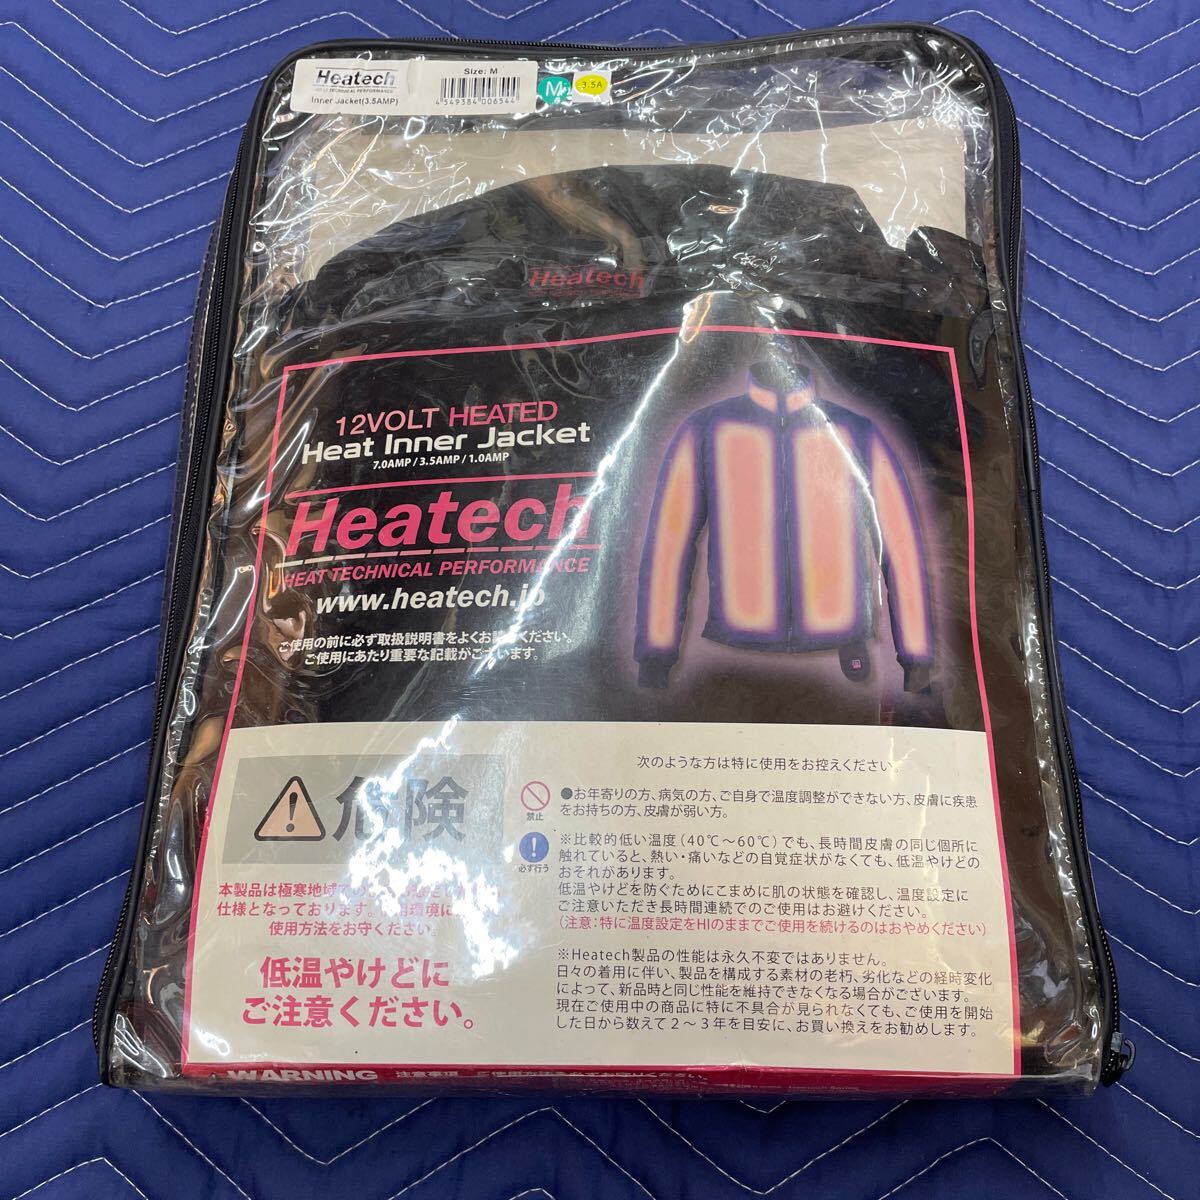 Heatech
HEAT TECHNICAL PERFORMANCE
Inner Jacket(3.5AMP)
Size: M
4 549384 006544
M
3.5A
Heatech
12VOLT HEATED
Heat Inner Jacket
7.0AMP / 3.5AMP / 1.0AMP
Heatech
HEAT TECHNICAL PERFORMANCE
www.heatech.jp
ご使用の前に必ず取扱説明書をよくお読みください。
ご使用にあたり重要な記載がございます。
危険
本製品は極寒地域での
仕様となっております。
使用方法をお守ください。
低温やけどに
ご注意ください。
次のような方は特に使用をお控えください。
禁止
●お年寄りの方、病気の方、ご自身で温度調整ができない方、皮膚に疾患
をお持ちの方、皮膚が弱い方。
必ず行う
※比較的低い温度(40℃～60℃)でも、長時間皮膚の同じ個所に
触れていると、熱い・痛いなどの自覚症状がなくても、低温やけどの
おそれがあります。
低温やけどを防ぐためにこまめに肌の状態を確認し、温度設定に
ご注意いただき長時間連続でのご使用はお避けください。
(注意:特に温度設定をHIのままでご使用を続けるのはおやめください)
※Heatech製品の性能は永久不変ではありません。
日々の着用に伴い、製品を構成する素材の老朽、劣化などの経時変化
によって、新品時と同じ性能を維持できなくなる場合がございます。
現在ご使用中の商品に特に不具合が見られなくても、ご使用を開始
した日から数えて2～3年を目安に、お買い換えをお勧めします。
WARNING